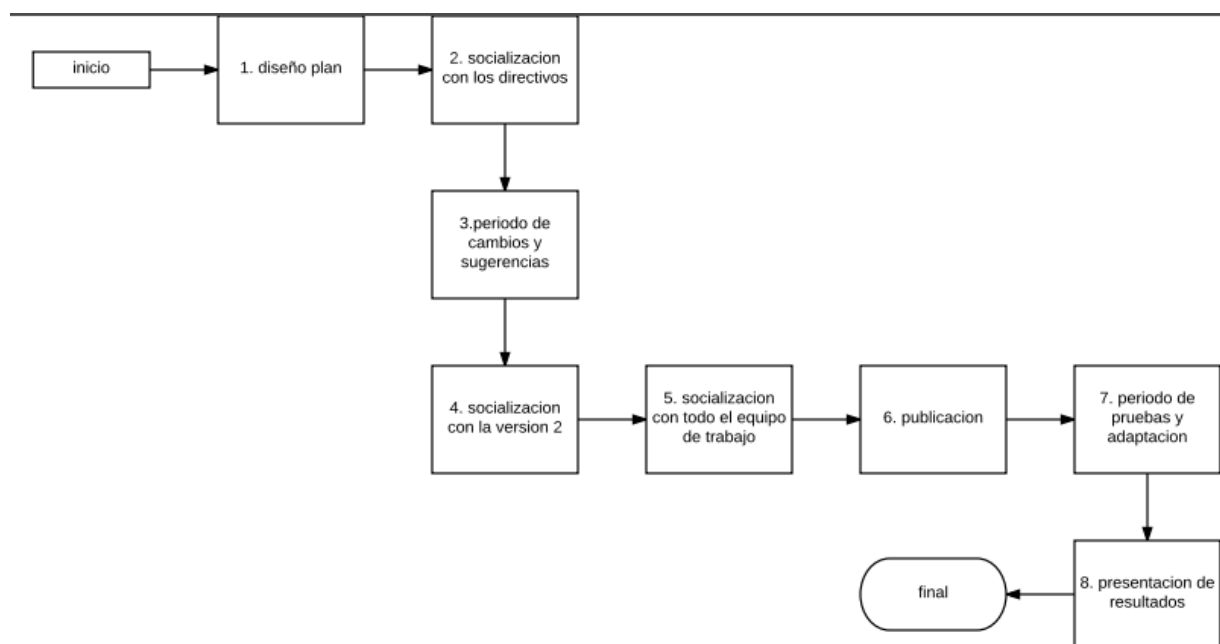 inicio
1. diseño plan
2. socializacion
con los directivos
3.periodo de
cambios y
sugerencias
4. socializacion
con la version 2
5. socializacion
con todo el equipo
de trabajo
6. publicacion
7. periodo de
pruebas y
adaptacion
8. presentacion de
resultados
final